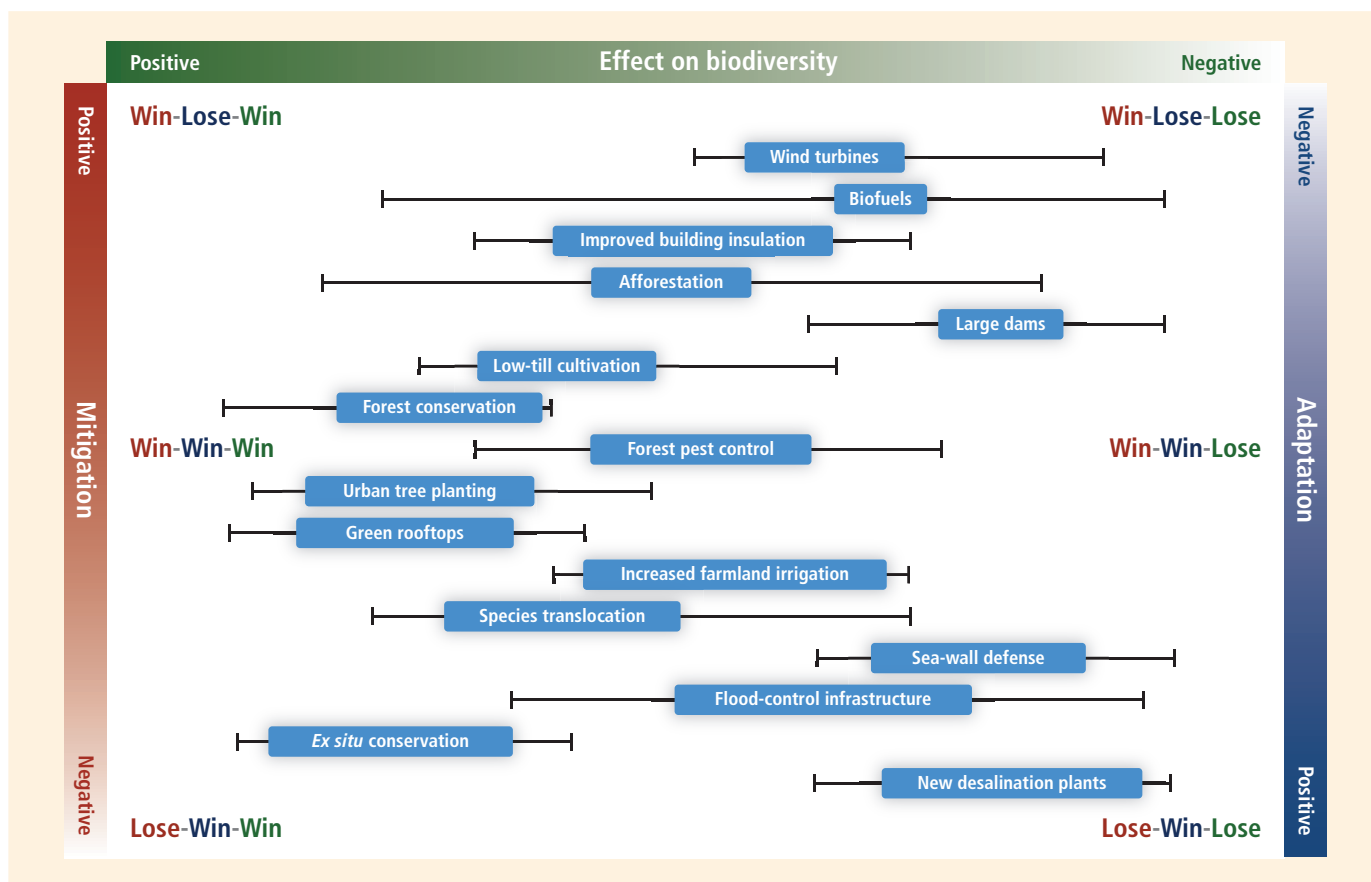 Positive
Effect on biodiversity
Negative
Positive
Mitigation
Negative
Negative
Adaptation
Positive
Win-Lose-Win
Win-Lose-Lose
Wind turbines
Biofuels
Improved building insulation
Afforestation
Large dams
Low-till cultivation
Forest conservation
Win-Win-Win
Forest pest control
Win-Win-Lose
Urban tree planting
Green rooftops
Increased farmland irrigation
Species translocation
Sea-wall defense
Flood-control infrastructure
Ex situ conservation
New desalination plants
Lose-Win-Win
Lose-Win-Lose